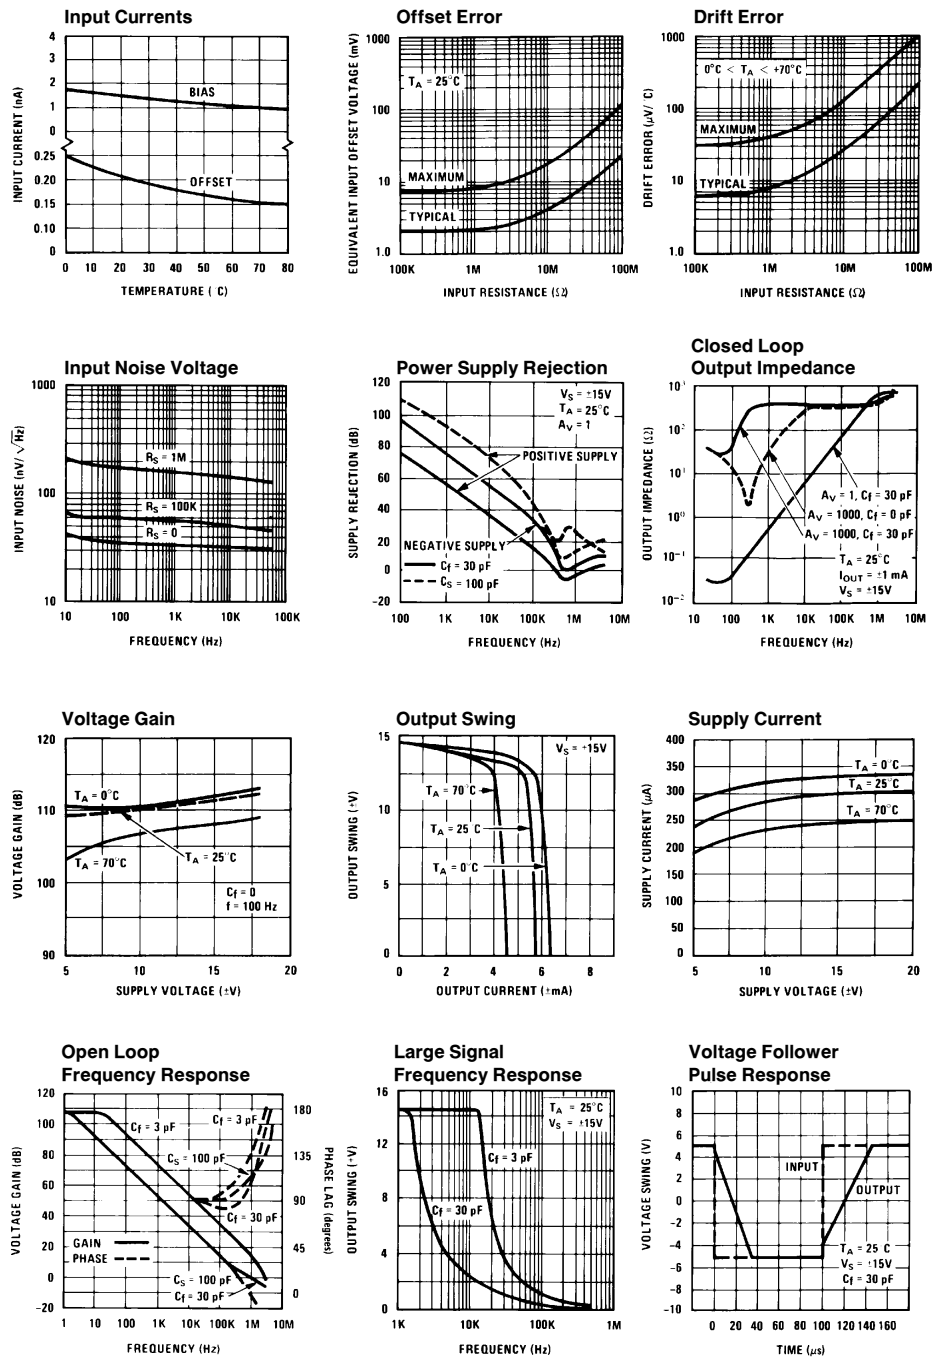 Input Currents
INPUT CURRENT (nA)
4
3
2
1
0
0.25
0.20
0.15
0.10
0
BIAS
OFFSET
0 10 20 30 40 50 60 70 80
TEMPERATURE (°C)
Offset Error
EQUIVALENT INPUT OFFSET VOLTAGE (mV)
1000
100
10
1.0
TA = 25°C
MAXIMUM
TYPICAL
100K 1M 10M 100M
INPUT RESISTANCE (Ω)
Drift Error
DRIFT ERROR (µV/°C)
1000
100
10
1.0
0°C < TA < +70°C
MAXIMUM
TYPICAL
100K 1M 10M 100M
INPUT RESISTANCE (Ω)
Input Noise Voltage
INPUT NOISE (nV/√Hz)
1000
100
10
RS = 1M
RS = 100K
RS = 0
10 100 1K 10K 100K
FREQUENCY (Hz)
Power Supply Rejection
SUPPLY REJECTION (dB)
120
100
80
60
40
20
0
-20
VS = ±15V
TA = 25°C
AV = 1
POSITIVE SUPPLY
NEGATIVE SUPPLY
Cf = 30 pF
CS = 100 pF
100 1K 10K 100K 1M 10M
FREQUENCY (Hz)
Closed Loop
Output Impedance
OUTPUT IMPEDANCE (Ω)
10³
10²
10¹
10⁰
10⁻¹
10⁻²
AV = 1, Cf = 30 pF
AV = 1000, Cf = 0 pF
AV = 1000, Cf = 30 pF
TA = 25°C
IOUT = ±1 mA
VS = ±15V
10 100 1K 10K 100K 1M 10M
FREQUENCY (Hz)
Voltage Gain
VOLTAGE GAIN (dB)
120
110
100
90
TA = 0°C
TA = 25°C
TA = 70°C
Cf = 0
f = 100 Hz
5 10 15 20
SUPPLY VOLTAGE (±V)
Output Swing
OUTPUT SWING (±V)
15
10
5
0
VS = +15V
TA = 70°C
TA = 25 C
TA = 0°C
0 2 4 6 8
OUTPUT CURRENT (±mA)
Supply Current
SUPPLY CURRENT (µA)
400
350
300
250
200
150
100
50
0
TA = 0°C
TA = 25°C
TA = 70°C
5 10 15 20
SUPPLY VOLTAGE (±V)
Open Loop
Frequency Response
VOLTAGE GAIN (dB)
120
100
80
60
40
20
0
-20
Cf = 3 pF
Cf = 3 pF
CS = 100 pF
Cf = 30 pF
GAIN
PHASE
CS = 100 pF
Cf = 30 pF
180
135
90
45
0
PHASE LAG (degrees)
1 10 100 1K 10K 100K 1M 10M
FREQUENCY (Hz)
Large Signal
Frequency Response
OUTPUT SWING (±V)
16
12
8
4
0
TA = 25°C
VS = ±15V
Cf = 3 pF
Cf = 30 pF
1K 10K 100K 1M
FREQUENCY (Hz)
Voltage Follower
Pulse Response
VOLTAGE SWING (V)
10
8
6
4
2
0
-2
-4
-6
-8
-10
INPUT
OUTPUT
TA = 25 C
VS = ±15V
Cf = 30 pF
0 20 40 60 80 100 120 140 160
TIME (µs)